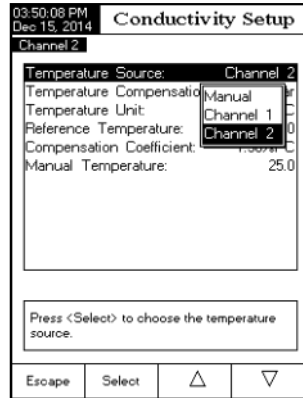 03:50:08 PM
Dec 15, 2014
Conductivity Setup
Channel 2
Temperature Source: Channel 2
Temperature Compensatio
Manual
Temperature Unit: C
Channel 1
Reference Temperature: 0
Channel 2
Compensation Coefficient:
Manual Temperature: 25.0
Press <Select> to choose the temperature
source.
Escape Select △ ▽